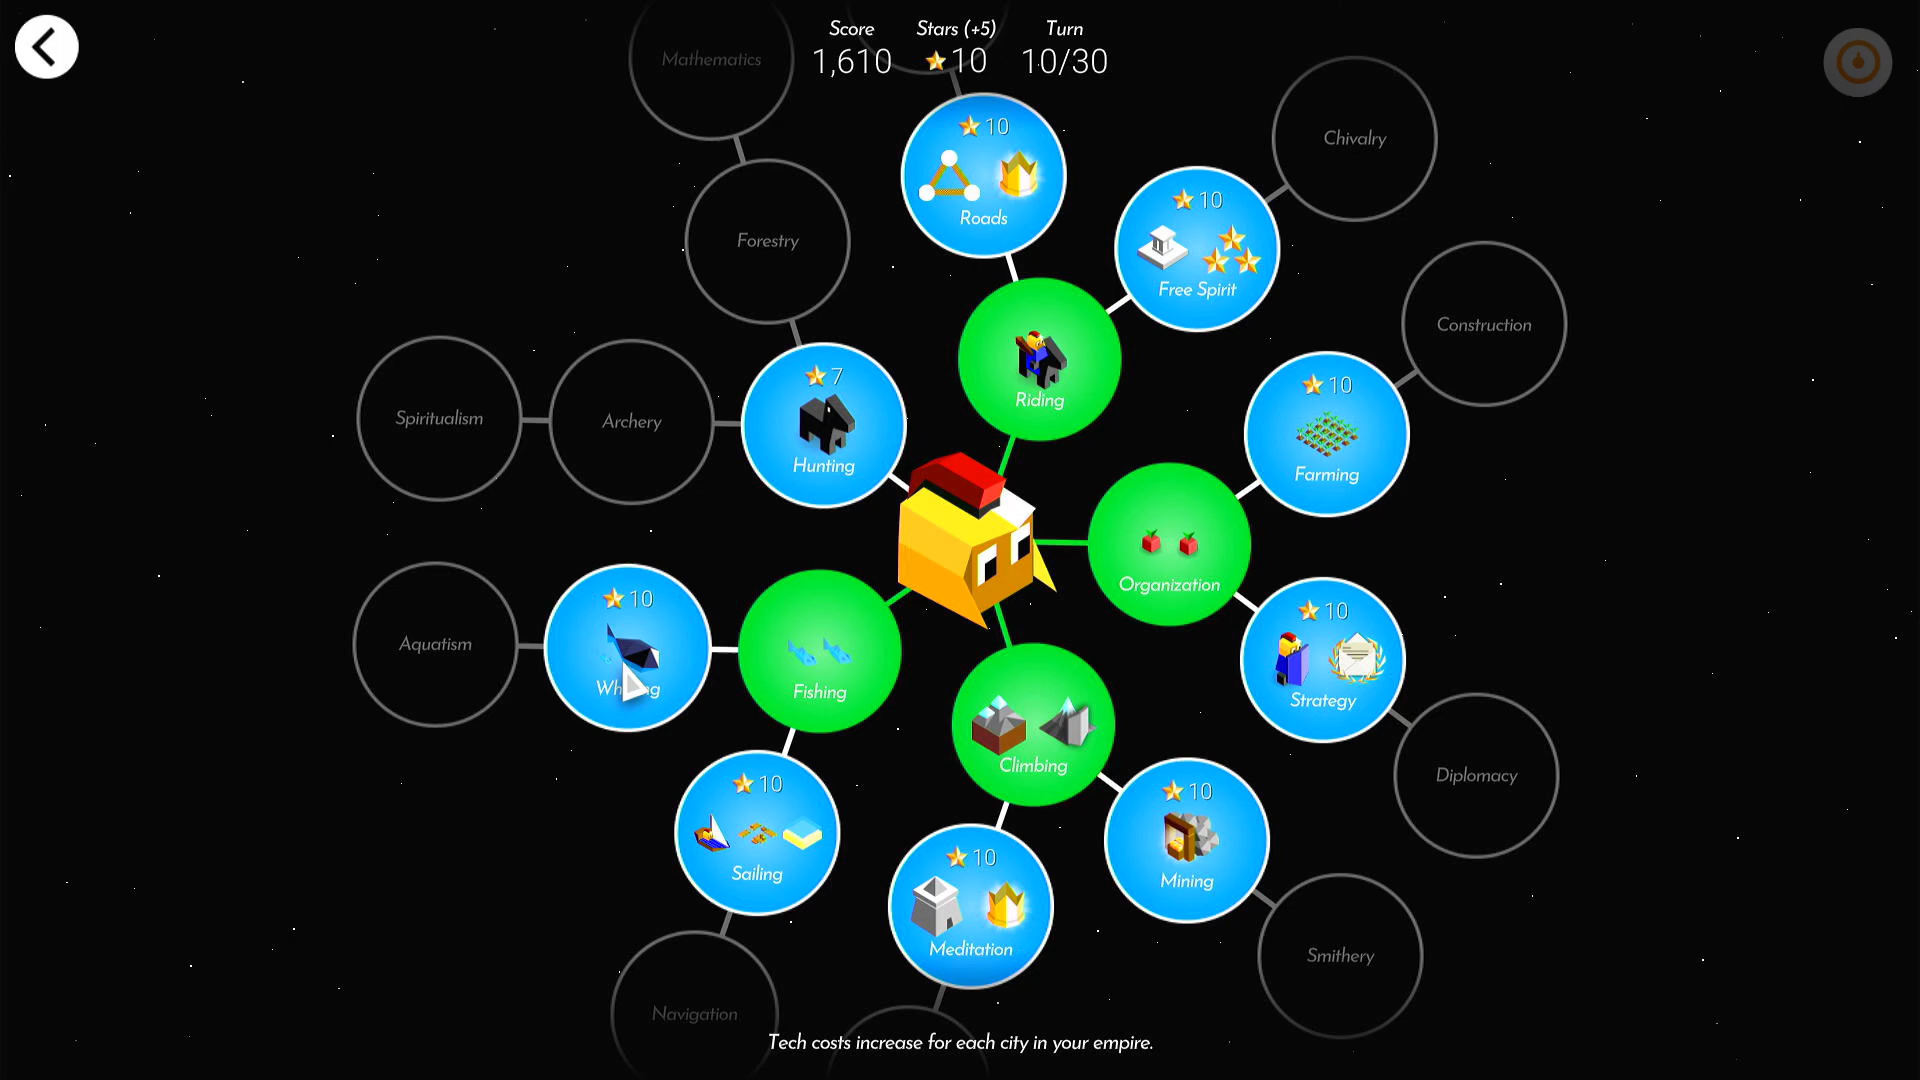 Score
Stars (+5)
Turn
1,610
10
10/30
Mathematics
10
Roads
Chivalry
10
Free Spirit
Forestry
Construction
10
Farming
Riding
7
Hunting
Spiritualism
Archery
Organization
10
Strategy
Aquatism
10
Fishing
Climbing
Diplomacy
10
Sailing
10
Mining
10
Meditation
Smithery
Navigation
Tech costs increase for each city in your empire.